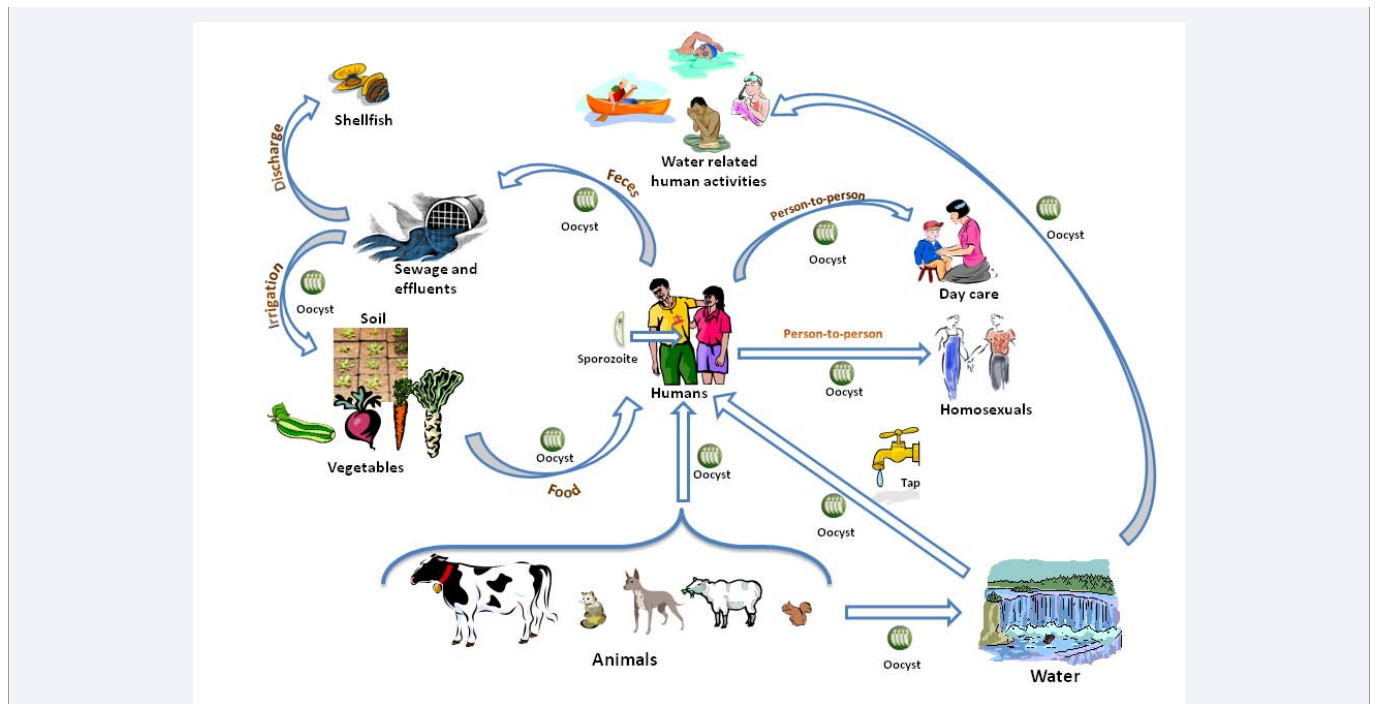 Shellfish
Discharge
Water related
human activities
Feces
Oocyst
Person-to-person
Oocyst
Oocyst
Sewage and
effluents
Day care
Irrigation
Oocyst
Soil
Sporozoite
Person-to-person
Oocyst
Humans
Homosexuals
Vegetables
Oocyst
Food
Oocyst
Tap
Oocyst
Animals
Oocyst
Water